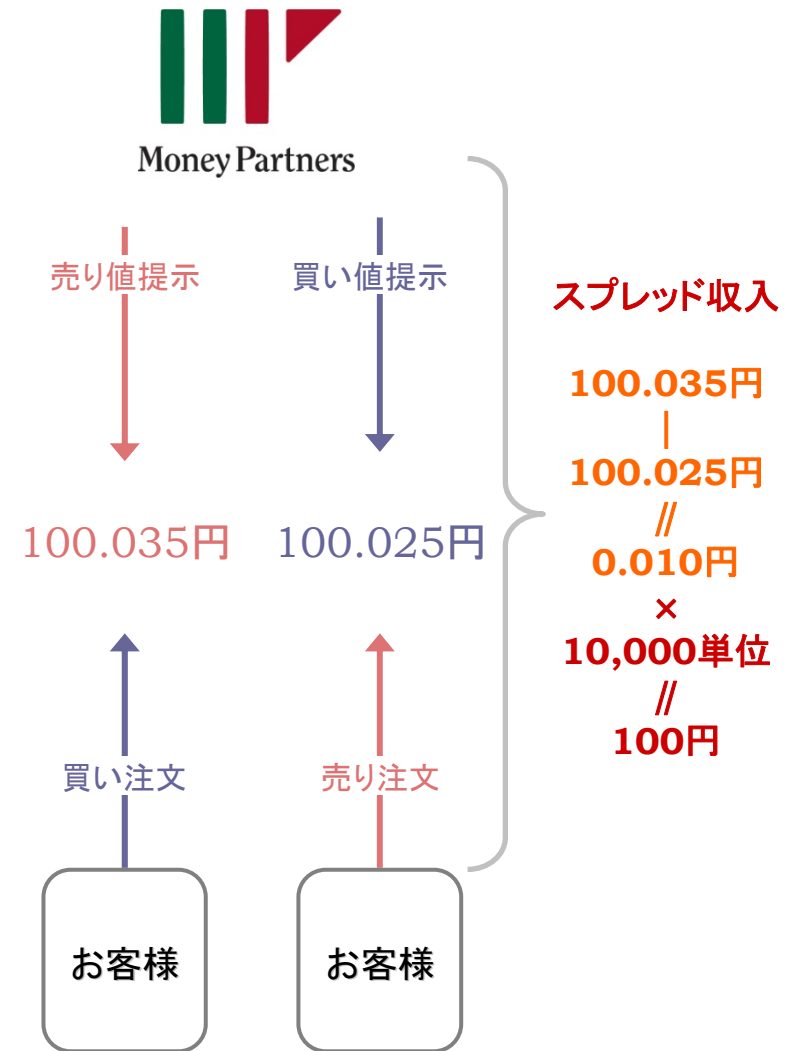 Money Partners
売り値提示
買い値提示
100.035円
100.025円
買い注文
売り注文
お客様
お客様
スプレッド収入
100.035円
|
100.025円
//
0.010円
×
10,000単位
//
100円